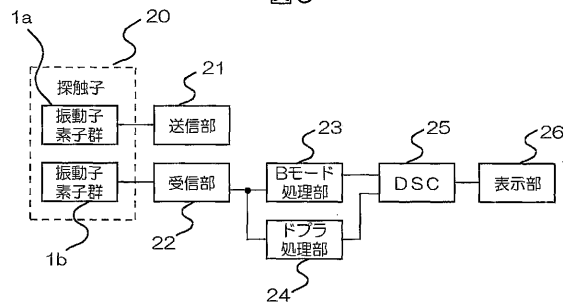 1a
20
探触子
21
振動子
素子群
送信部
23
25
26
振動子
素子群
受信部
Bモード
処理部
DSC
表示部
22
ドプラ
処理部
1b
24